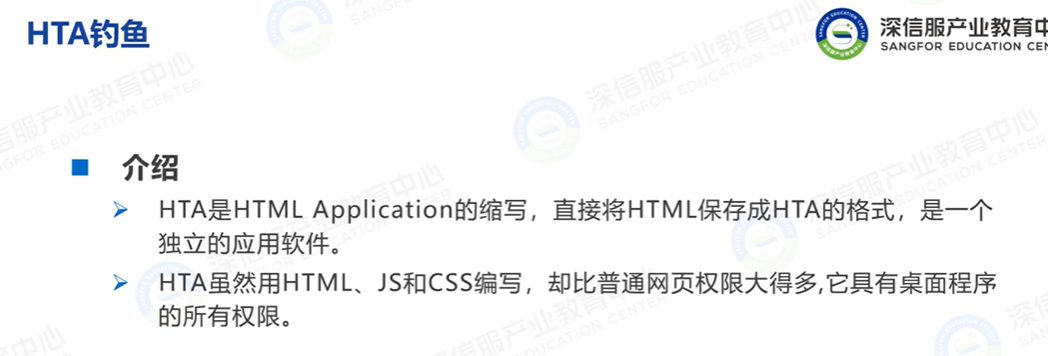 HTA钓鱼
深信服产业教育中
SANGFOR EDUCATION CEN
介绍
HTA是HTML Application的缩写，直接将HTML保存成HTA的格式，是一个
独立的应用软件。
HTA虽然用HTML、JS和CSS编写，却比普通网页权限大得多,它具有桌面程序
的所有权限。